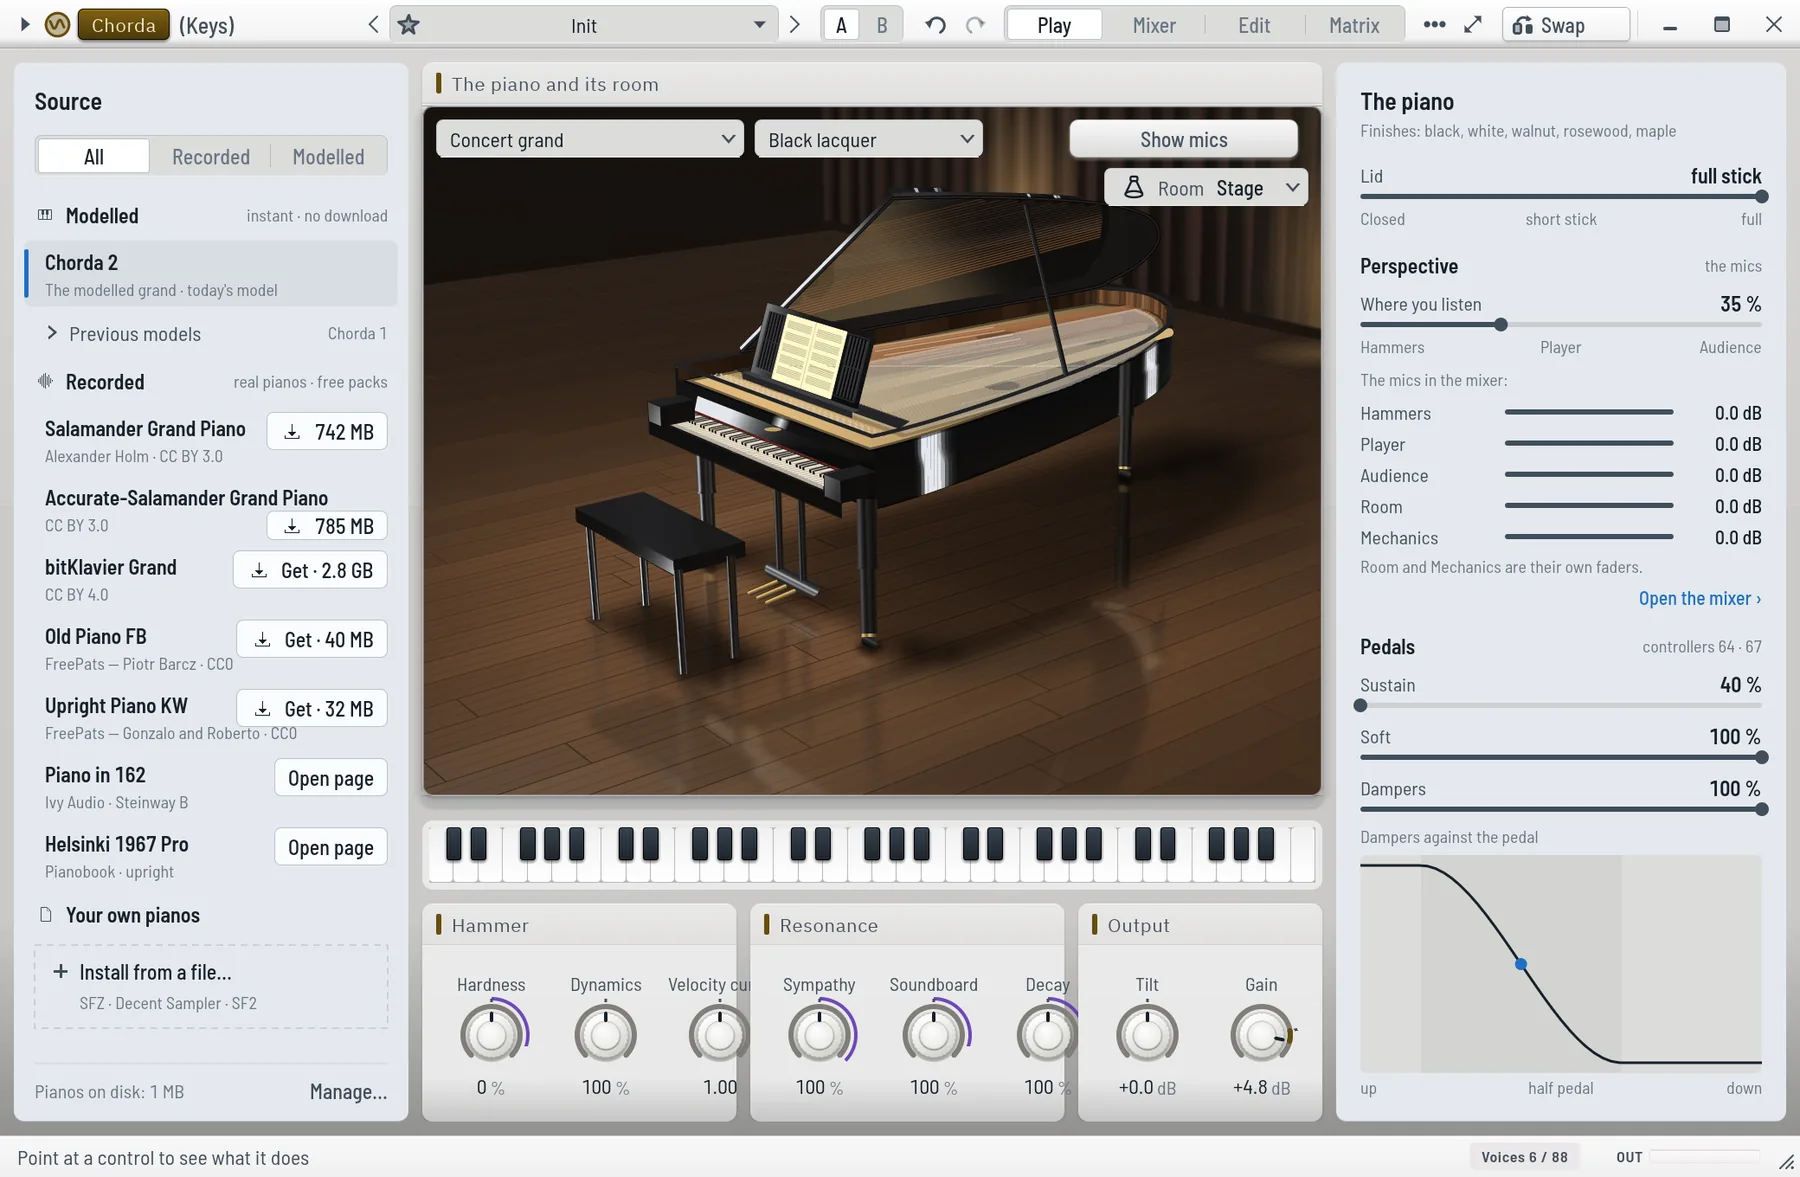 Chorda (Keys)
Init
A B
Play Mixer Edit Matrix
Swap
Source
All Recorded Modelled
Modelled instant · no download
Chorda 2
The modelled grand · today's model
Previous models Chorda 1
Recorded real pianos · free packs
Salamander Grand Piano 742 MB
Alexander Holm · CC BY 3.0
Accurate-Salamander Grand Piano
CC BY 3.0 785 MB
bitKlavier Grand Get · 2.8 GB
CC BY 4.0
Old Piano FB Get · 40 MB
FreePats — Piotr Barcz · CC0
Upright Piano KW Get · 32 MB
FreePats — Gonzalo and Roberto · CC0
Piano in 162 Open page
Ivy Audio · Steinway B
Helsinki 1967 Pro Open page
Pianobook · upright
Your own pianos
+ Install from a file...
SFZ · Decent Sampler · SF2
Pianos on disk: 1 MB Manage...
The piano and its room
Concert grand Black lacquer Show mics
Room Stage
Hammer
Hardness Dynamics Velocity cur
0 % 100 % 1.00
Resonance
Sympathy Soundboard Decay
100 % 100 % 100 %
Output
Tilt Gain
+0.0 dB +4.8 dB
The piano
Finishes: black, white, walnut, rosewood, maple
Lid full stick
Closed short stick full
Perspective the mics
Where you listen 35 %
Hammers Player Audience
The mics in the mixer:
Hammers 0.0 dB
Player 0.0 dB
Audience 0.0 dB
Room 0.0 dB
Mechanics 0.0 dB
Room and Mechanics are their own faders.
Open the mixer ›
Pedals controllers 64 · 67
Sustain 40 %
Soft 100 %
Dampers 100 %
Dampers against the pedal
up half pedal down
Point at a control to see what it does
Voices 6 / 88 OUT